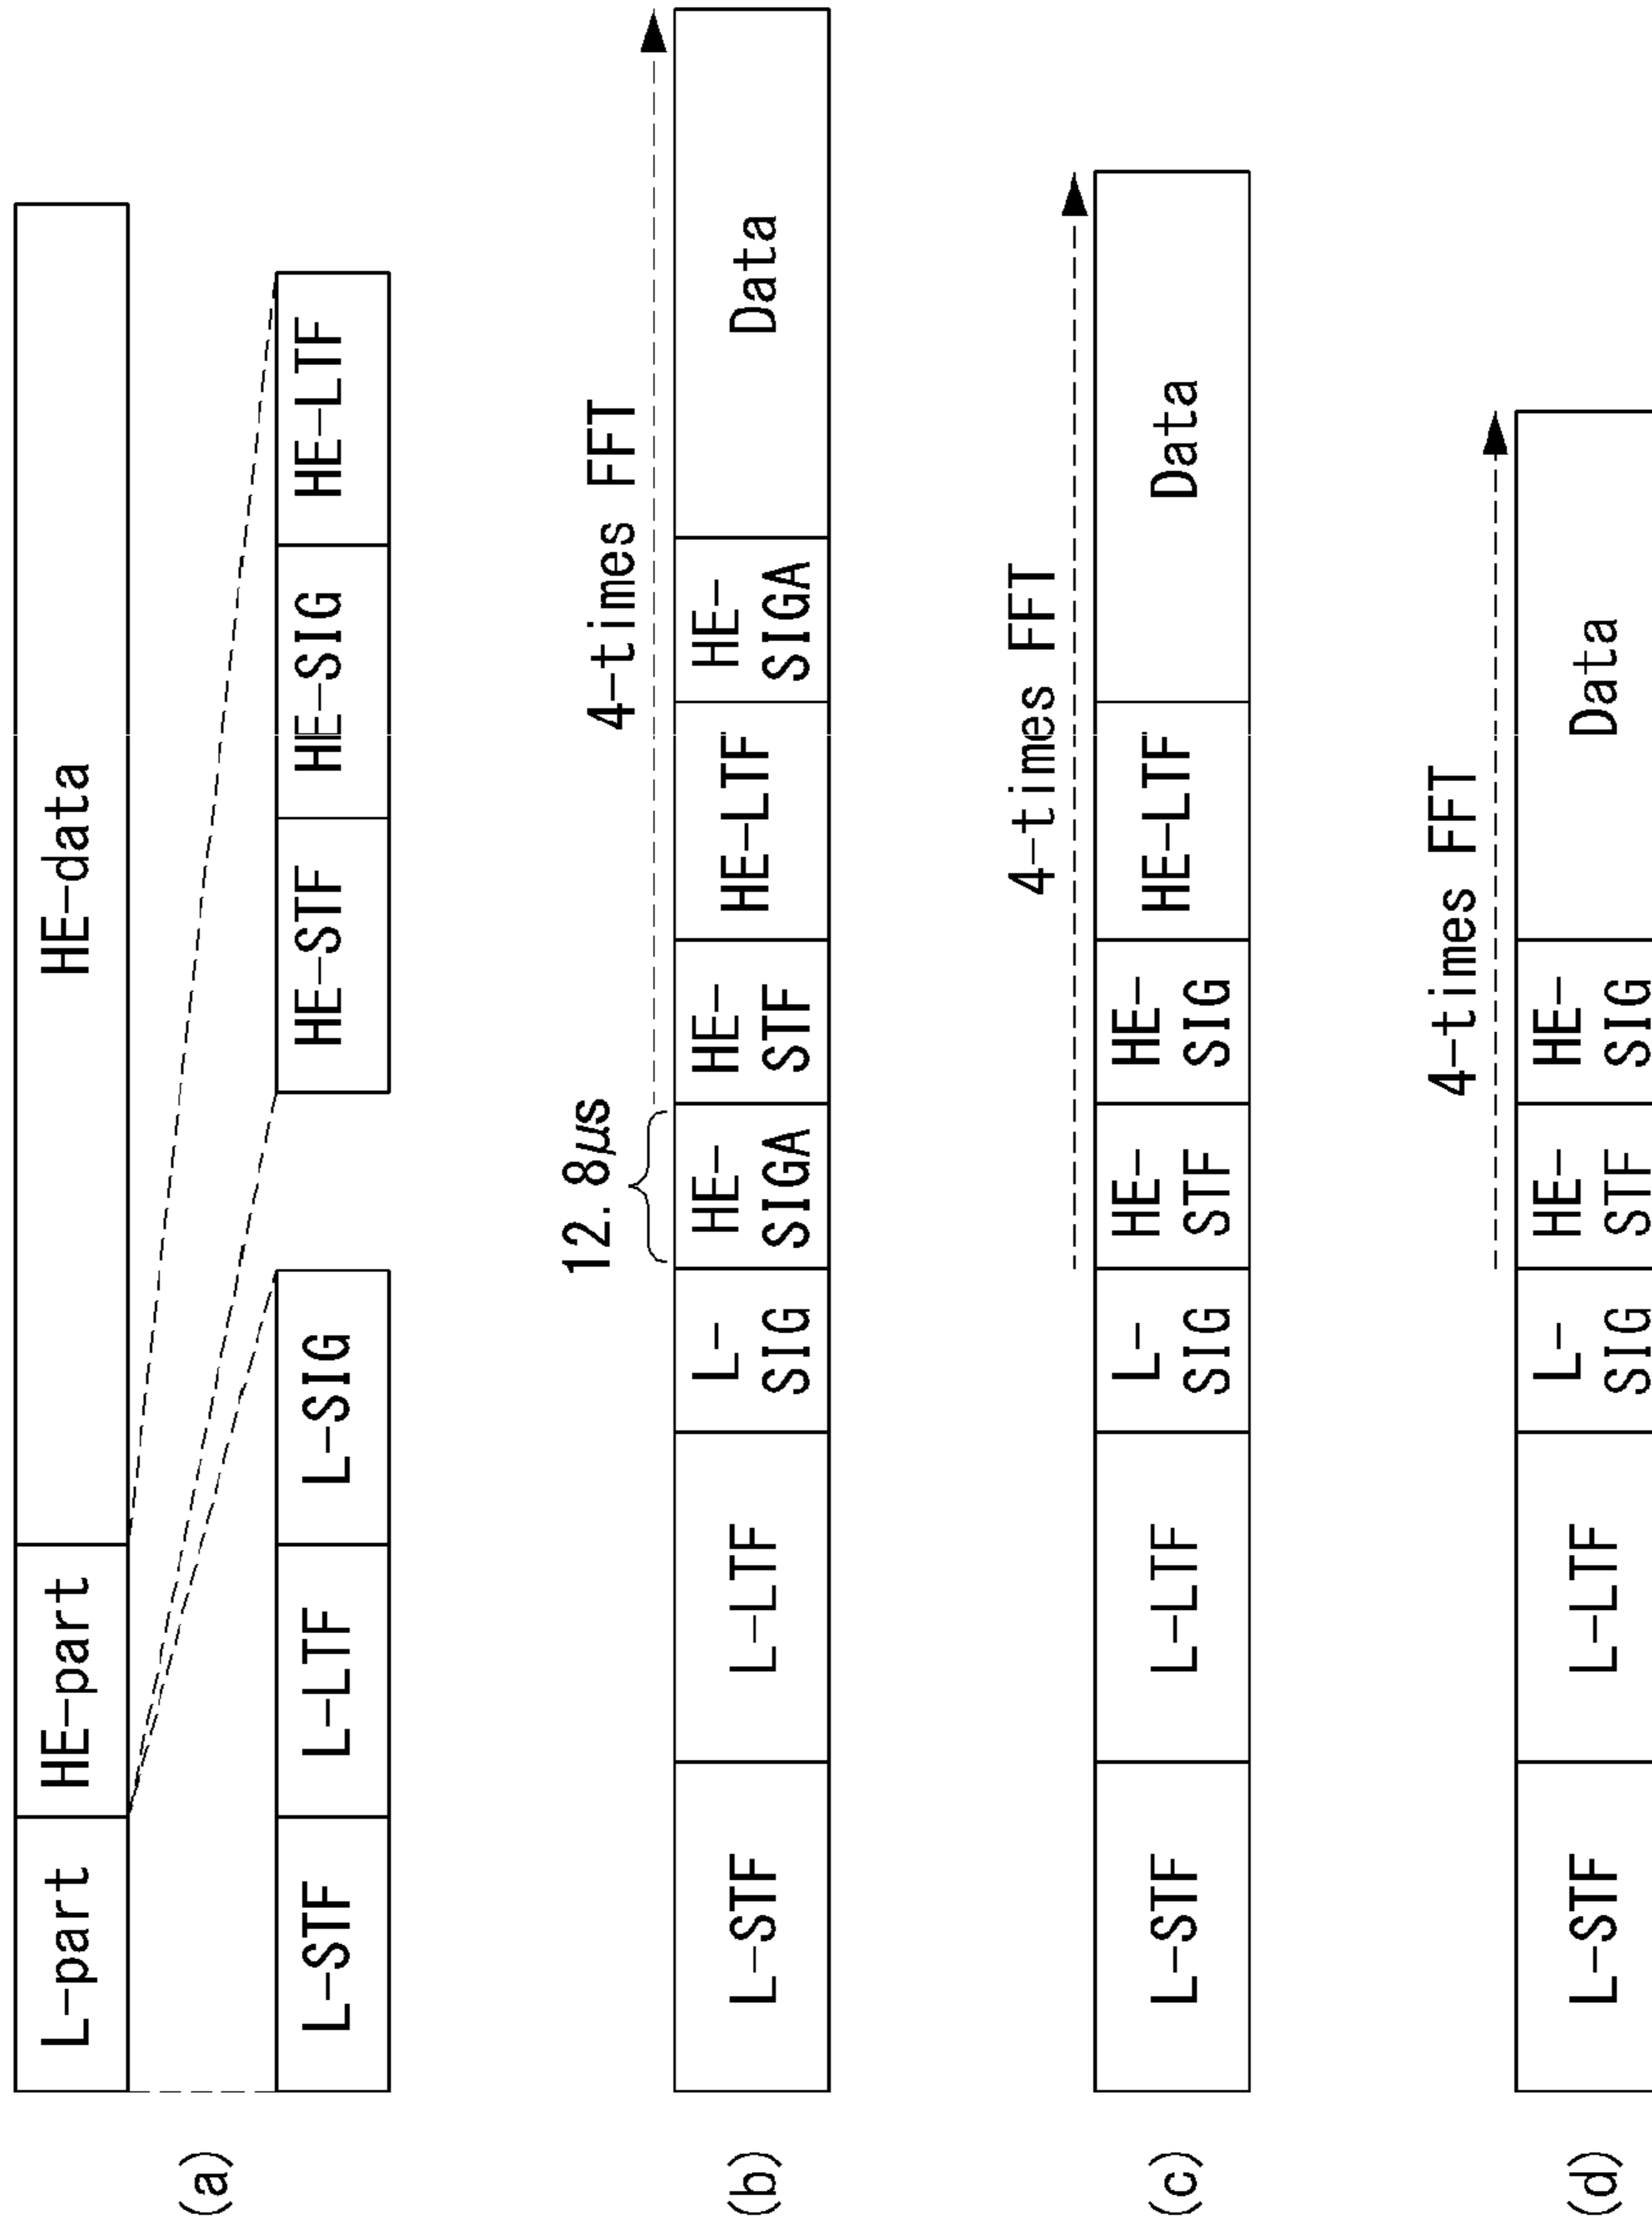 (a)
L-part HE-part HE-data
L-STF L-LTF L-SIG HE-STF HE-SIG HE-LTF
(b)
12.8μs 4-times FFT
L-STF L-LTF L-SIG HE-SIGA HE-STF HE-LTF HE-SIGA Data
(c)
4-times FFT
L-STF L-LTF L-SIG HE-STF HE-SIG HE-LTF Data
(d)
4-times FFT
L-STF L-LTF L-SIG HE-STF HE-SIG Data